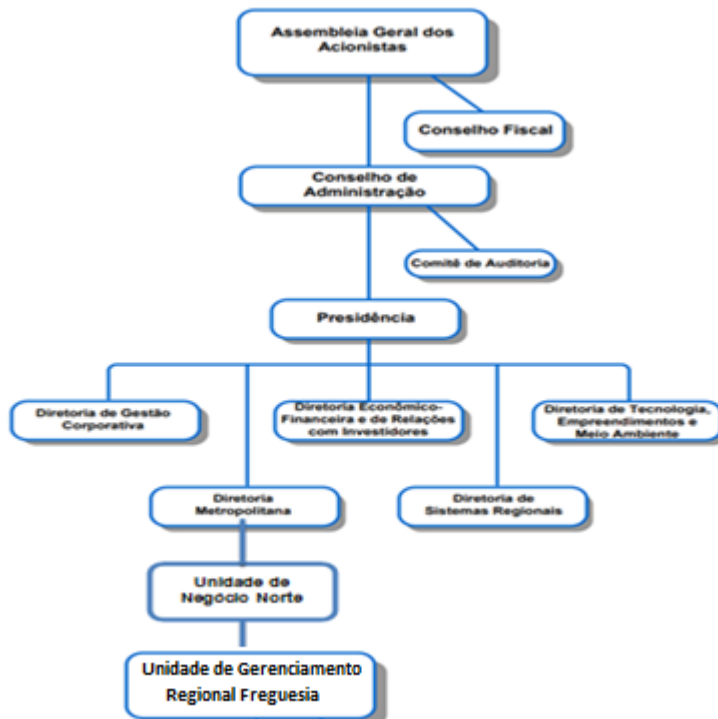 Assembleia Geral dos
Acionistas
Conselho Fiscal
Conselho de
Administração
Comitê de Auditoria
Presidência
Diretoria de Gestão
Corporativa
Diretoria Econômico-
Financeira e de Relações
com Investidores
Diretoria de Tecnologia,
Empreendimentos e
Meio Ambiente
Diretoria
Metropolitana
Diretoria de
Sistemas Regionais
Unidade de
Negócio Norte
Unidade de Gerenciamento
Regional Freguesia